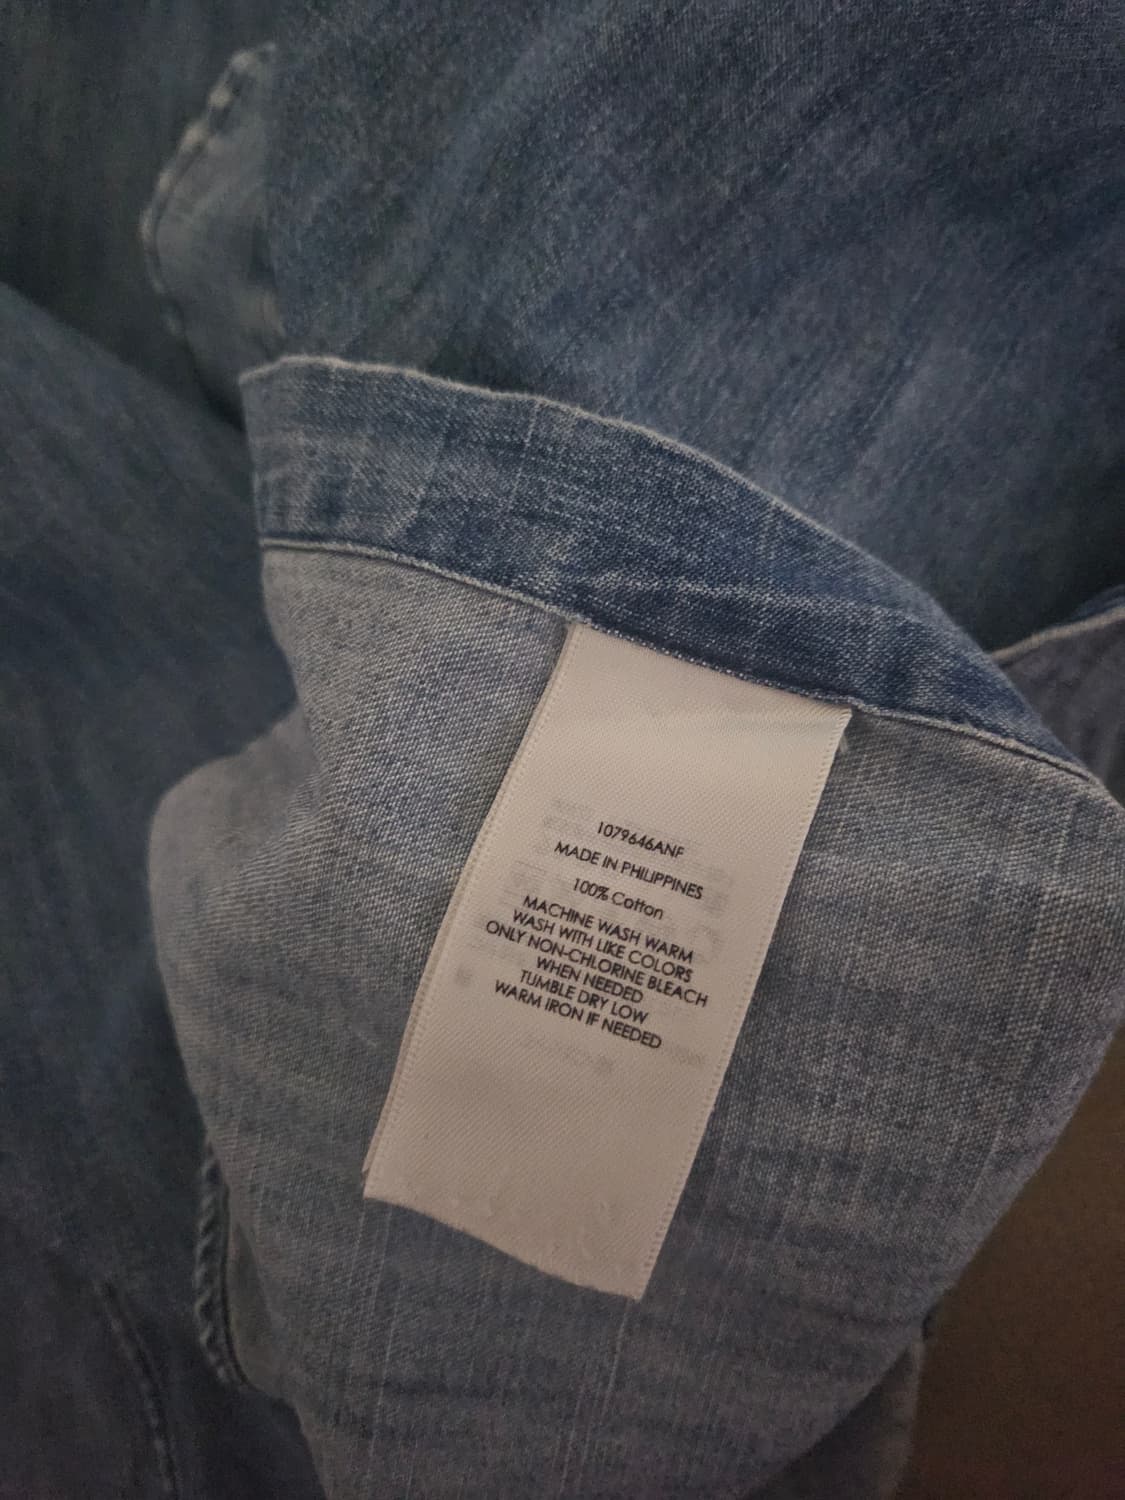 1079646ANF
MADE IN PHILIPPINES
100% Cotton
MACHINE WASH WARM
WASH WITH LIKE COLORS
ONLY NON-CHLORINE BLEACH
WHEN NEEDED
TUMBLE DRY LOW
WARM IRON IF NEEDED